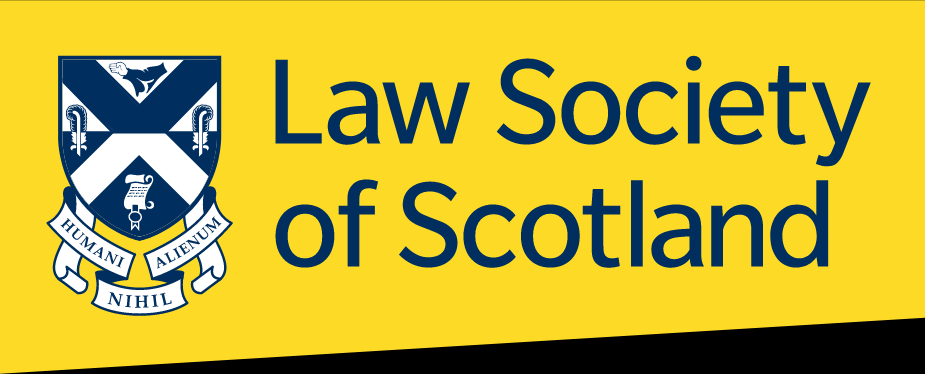 Law Society
of Scotland
HUMANI
NIHIL
ALIENUM